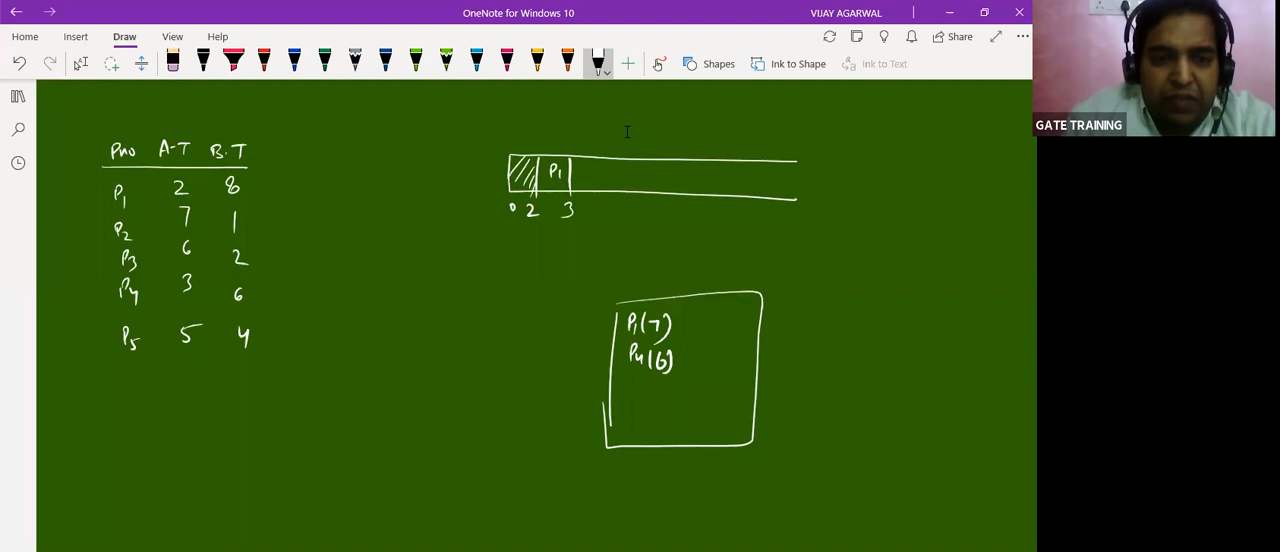 OneNote for Windows 10
VIJAY AGARWAL
Home Insert Draw View Help
Share
Shapes Ink to Shape Ink to Text
GATE TRAINING
Pno A-T B.T
P1 2 8
P2 7 1
P3 6 2
P4 3 6
P5 5 4
P1
0 2 3
P1(7)
P4(6)